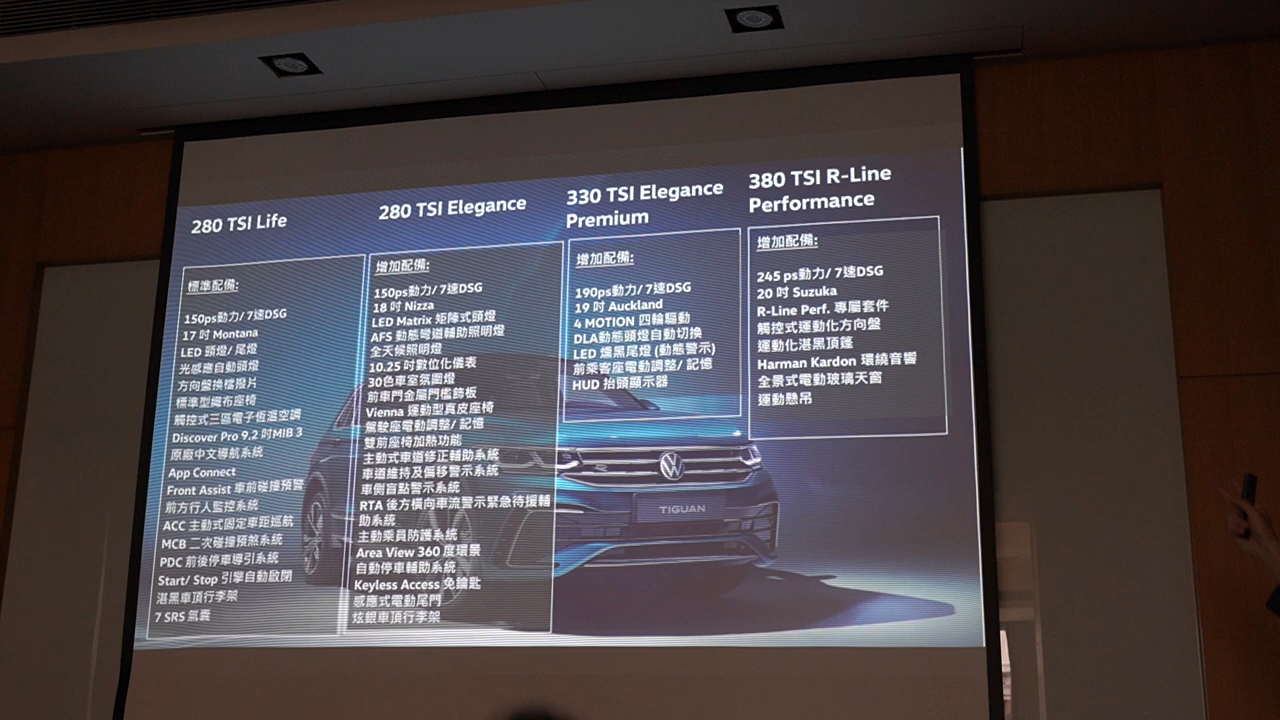 280 TSI Life
標準配備:
150ps動力/ 7速DSG
17 吋 Montana
LED 頭燈/ 尾燈
光感應自動頭燈
方向盤換檔撥片
標準型織布座椅
觸控式三區電子恆溫空調
Discover Pro 9.2 吋MIB 3
原廠中文導航系統
App Connect
Front Assist 車前碰撞預警
前方行人監控系統
ACC 主動式固定車距巡航
MCB 二次碰撞預煞系統
PDC 前後停車導引系統
Start/ Stop 引擎自動啟閉
湛黑車頂行李架
7 SRS 氣囊
280 TSI Elegance
增加配備:
150ps動力/ 7速DSG
18 吋 Nizza
LED Matrix 矩陣式頭燈
AFS 動態彎道輔助照明燈
全天候照明燈
10.25 吋數位化儀表
30色車室氛圍燈
前車門金屬門檻飾板
Vienna 運動型真皮座椅
駕駛座電動調整/ 記憶
雙前座椅加熱功能
主動式車道修正輔助系統
車道維持及偏移警示系統
車側盲點警示系統
RTA 後方橫向車流警示緊急待援輔
助系統
主動乘員防護系統
Area View 360 度環景
自動停車輔助系統
Keyless Access 免鑰匙
感應式電動尾門
炫銀車頂行李架
330 TSI Elegance
Premium
增加配備:
190ps動力/ 7速DSG
19 吋 Auckland
4 MOTION 四輪驅動
DLA動態頭燈自動切換
LED 燻黑尾燈 (動態警示)
前乘客座電動調整/ 記憶
HUD 抬頭顯示器
380 TSI R-Line
Performance
增加配備:
245 ps動力/ 7速DSG
20 吋 Suzuka
R-Line Perf. 專屬套件
觸控式運動化方向盤
運動化湛黑頂篷
Harman Kardon 環繞音響
全景式電動玻璃天窗
運動懸吊
TIGUAN